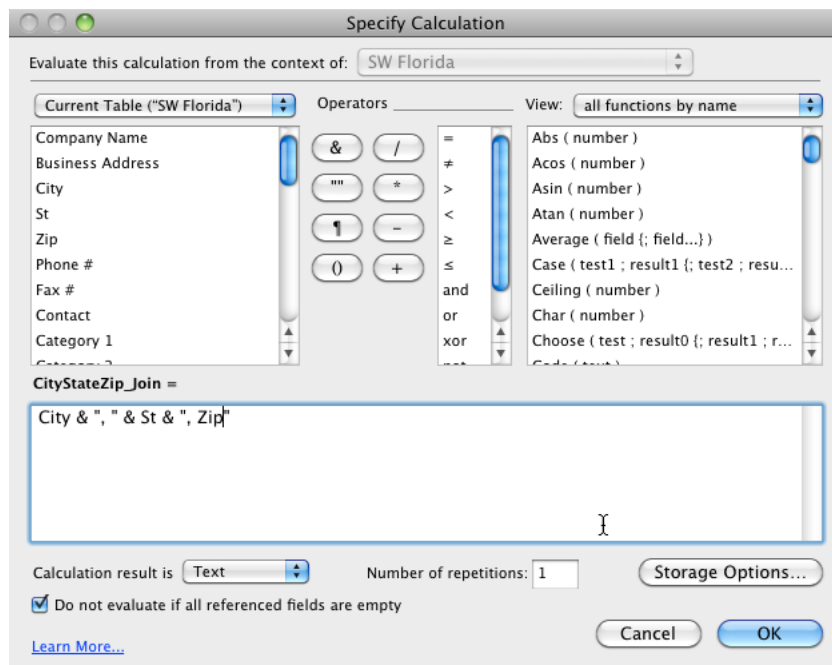 Specify Calculation
Evaluate this calculation from the context of: SW Florida
Current Table ("SW Florida") Operators View: all functions by name
Company Name & / = Abs ( number )
Business Address ≠ Acos ( number )
City "" * > Asin ( number )
St < Atan ( number )
Zip ¶ – ≥ Average ( field {; field...} )
Phone # () + ≤ Case ( test1 ; result1 {; test2 ; resu...
Fax # and Ceiling ( number )
Contact or Char ( number )
Category 1 xor Choose ( test ; result0 {; result1 ; r...
CityStateZip_Join =
City & ", " & St & ", Zip"
Calculation result is Text Number of repetitions: 1 Storage Options...
Do not evaluate if all referenced fields are empty
Cancel OK
Learn More...